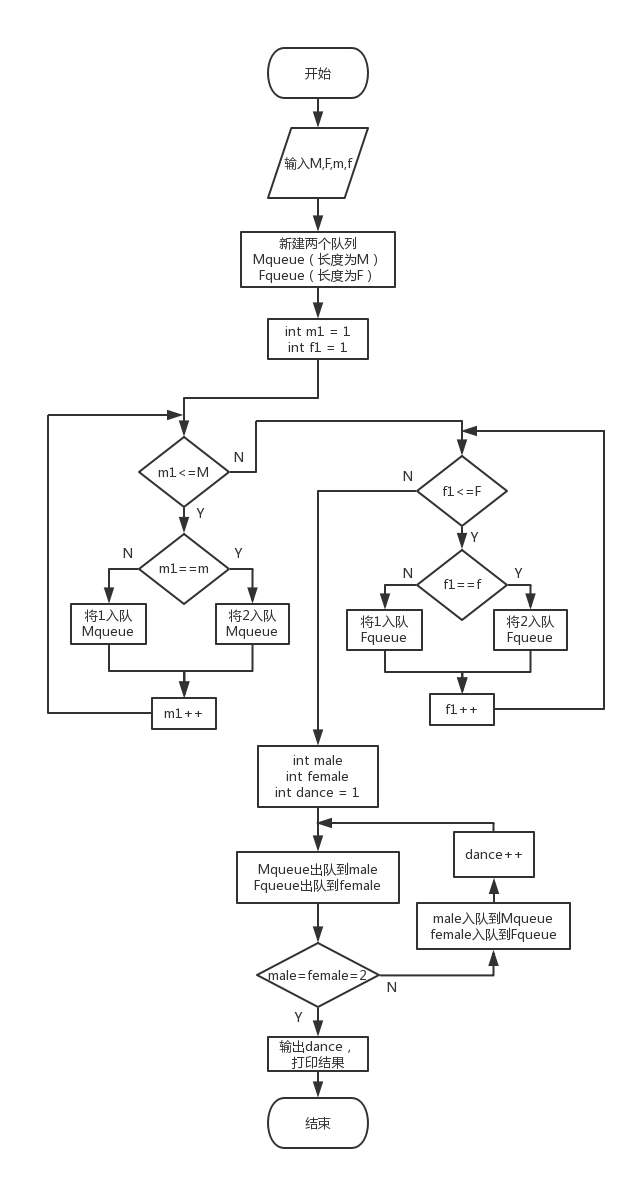 开始
输入M,F,m,f
新建两个队列
Mqueue（长度为M）
Fqueue（长度为F）
int m1 = 1
int f1 = 1
m1<=M
N
Y
m1==m
N
Y
将1入队
Mqueue
将2入队
Mqueue
m1++
f1<=F
N
Y
f1==f
N
Y
将1入队
Fqueue
将2入队
Fqueue
f1++
int male
int female
int dance = 1
Mqueue出队到male
Fqueue出队到female
dance++
male入队到Mqueue
female入队到Fqueue
male=female=2
N
Y
输出dance，
打印结果
结束